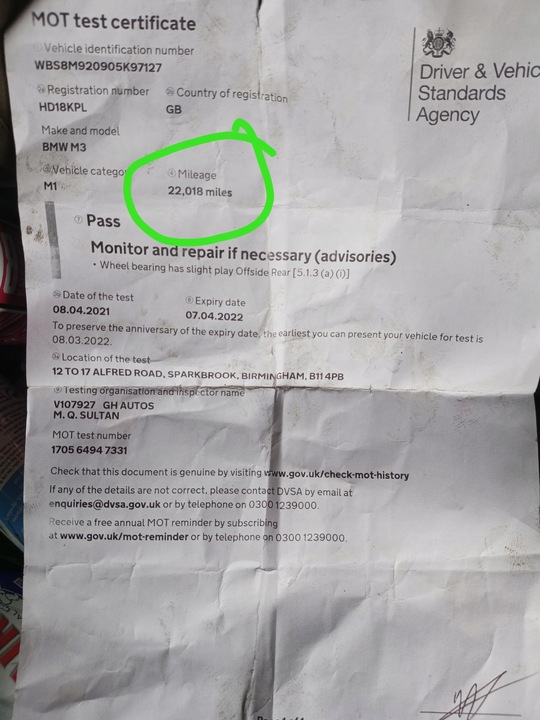 MOT test certificate
Driver & Vehic
Standards
Agency
Vehicle identification number
WBS8M920905K97127
Registration number
Country of registration
HD18KPL
GB
Make and model
BMW M3
Vehicle catego
Mileage
M1
22,018 miles
Pass
Monitor and repair if necessary (advisories)
• Wheel bearing has slight play Offside Rear [5.1.3 (a) (i)]
Date of the test
Expiry date
08.04.2021
07.04.2022
To preserve the anniversary of the expiry date, the earliest you can present your vehicle for test is
08.03.2022.
Location of the test
12 TO 17 ALFRED ROAD, SPARKBROOK, BIRMINGHAM, B11 4PB
Testing organisation and inspector name
V107927 GH AUTOS
M. Q. SULTAN
MOT test number
1705 6494 7331
Check that this document is genuine by visiting www.gov.uk/check-mot-history
If any of the details are not correct, please contact DVSA by email at
enquiries@dvsa.gov.uk or by telephone on 0300 1239000.
Receive a free annual MOT reminder by subscribing
at www.gov.uk/mot-reminder or by telephone on 0300 1239000.